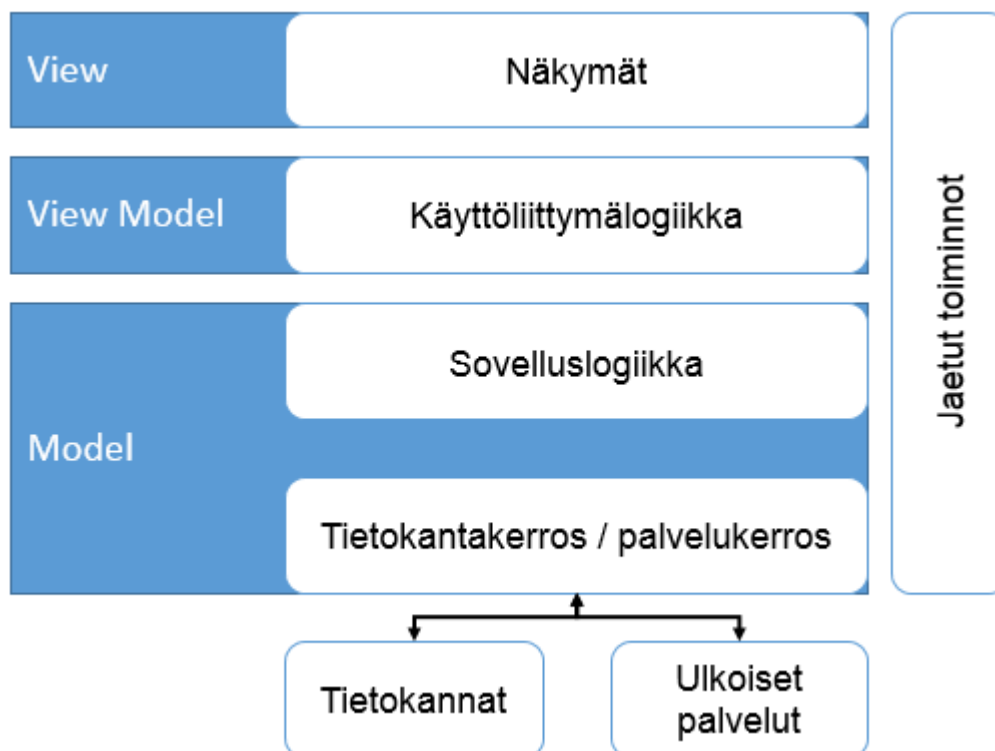 View
Näkymät
View Model
Käyttöliittymälogiikka
Model
Sovelluslogiikka
Tietokantakerros / palvelukerros
Jaetut toiminnot
Tietokannat
Ulkoiset
palvelut